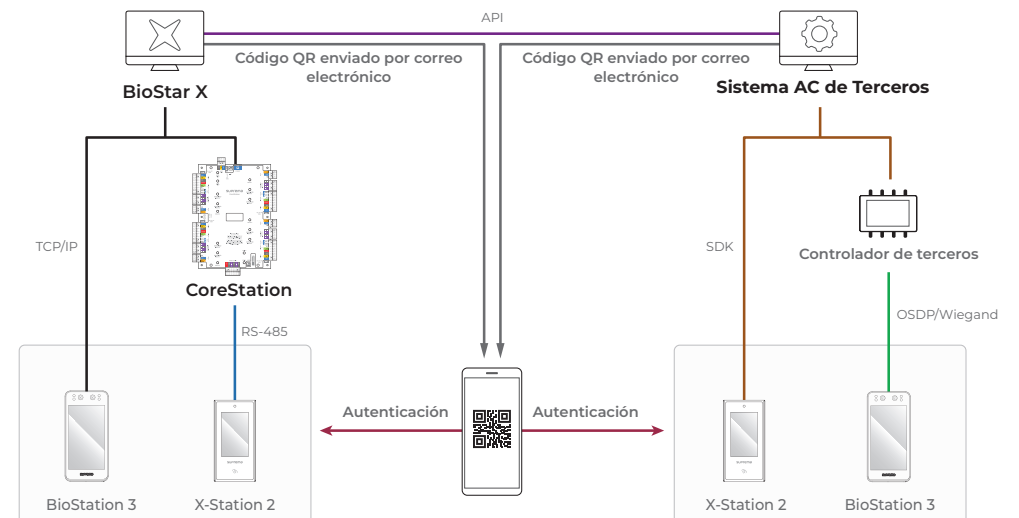 API
Código QR enviado por correo
electrónico
Código QR enviado por correo
electrónico
BioStar X
Sistema AC de Terceros
TCP/IP
SDK
Controlador de terceros
CoreStation
OSDP/Wiegand
RS-485
Autenticación
Autenticación
BioStation 3
X-Station 2
X-Station 2
BioStation 3